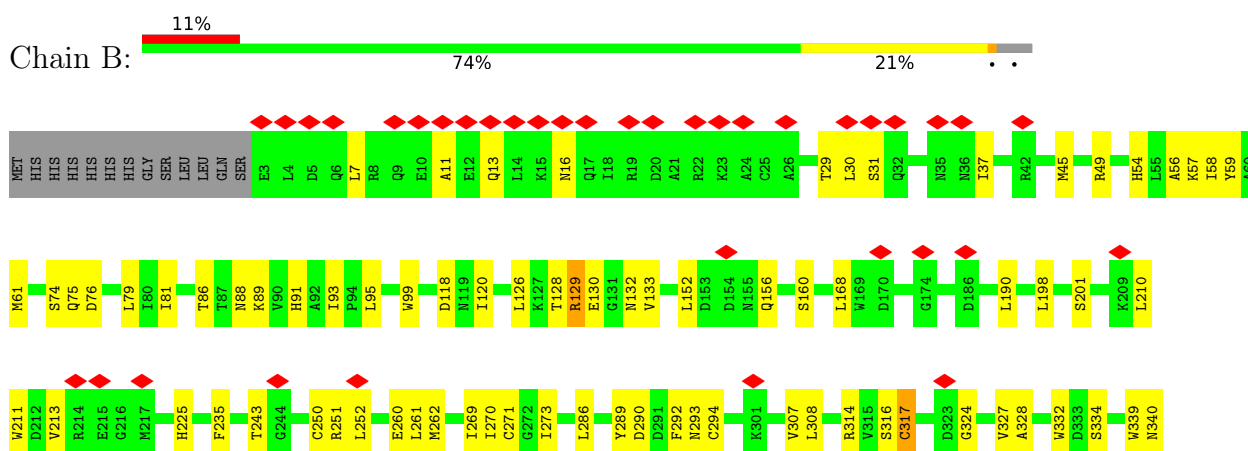 11%
Chain B:
74% 21% • •
MET HIS HIS HIS HIS HIS HIS GLY SER LEU LEU GLN SER E3 L4 D5 Q6 L7 R8 Q9 E10 A11 E12 Q13 L14 K15 N16 Q17 I18 R19 D20 A21 R22 K23 A24 C25 A26 T29 L30 S31 Q32 N35 N36 I37 R42 M45 R49 H54 L55 A56 K57 I58 Y59 A60
M61 S74 Q75 D76 L79 I80 I81 T86 T87 N88 K89 V90 H91 A92 I93 P94 L95 W99 D118 N119 I120 L126 K127 T128 R129 E130 G131 N132 V133 L152 D153 D154 N155 Q156 S160 L168 W169 D170 G174 D186 L190 L198 S201 K209 L210
W211 D212 V213 R214 E215 G216 M217 H225 F235 T243 G244 C250 R251 L252 E260 L261 M262 I269 I270 C271 G272 I273 L286 Y289 D290 D291 F292 N293 C294 K301 V307 L308 R314 V315 S316 C317 D323 G324 V327 A328 W332 D333 S334 W339 N340